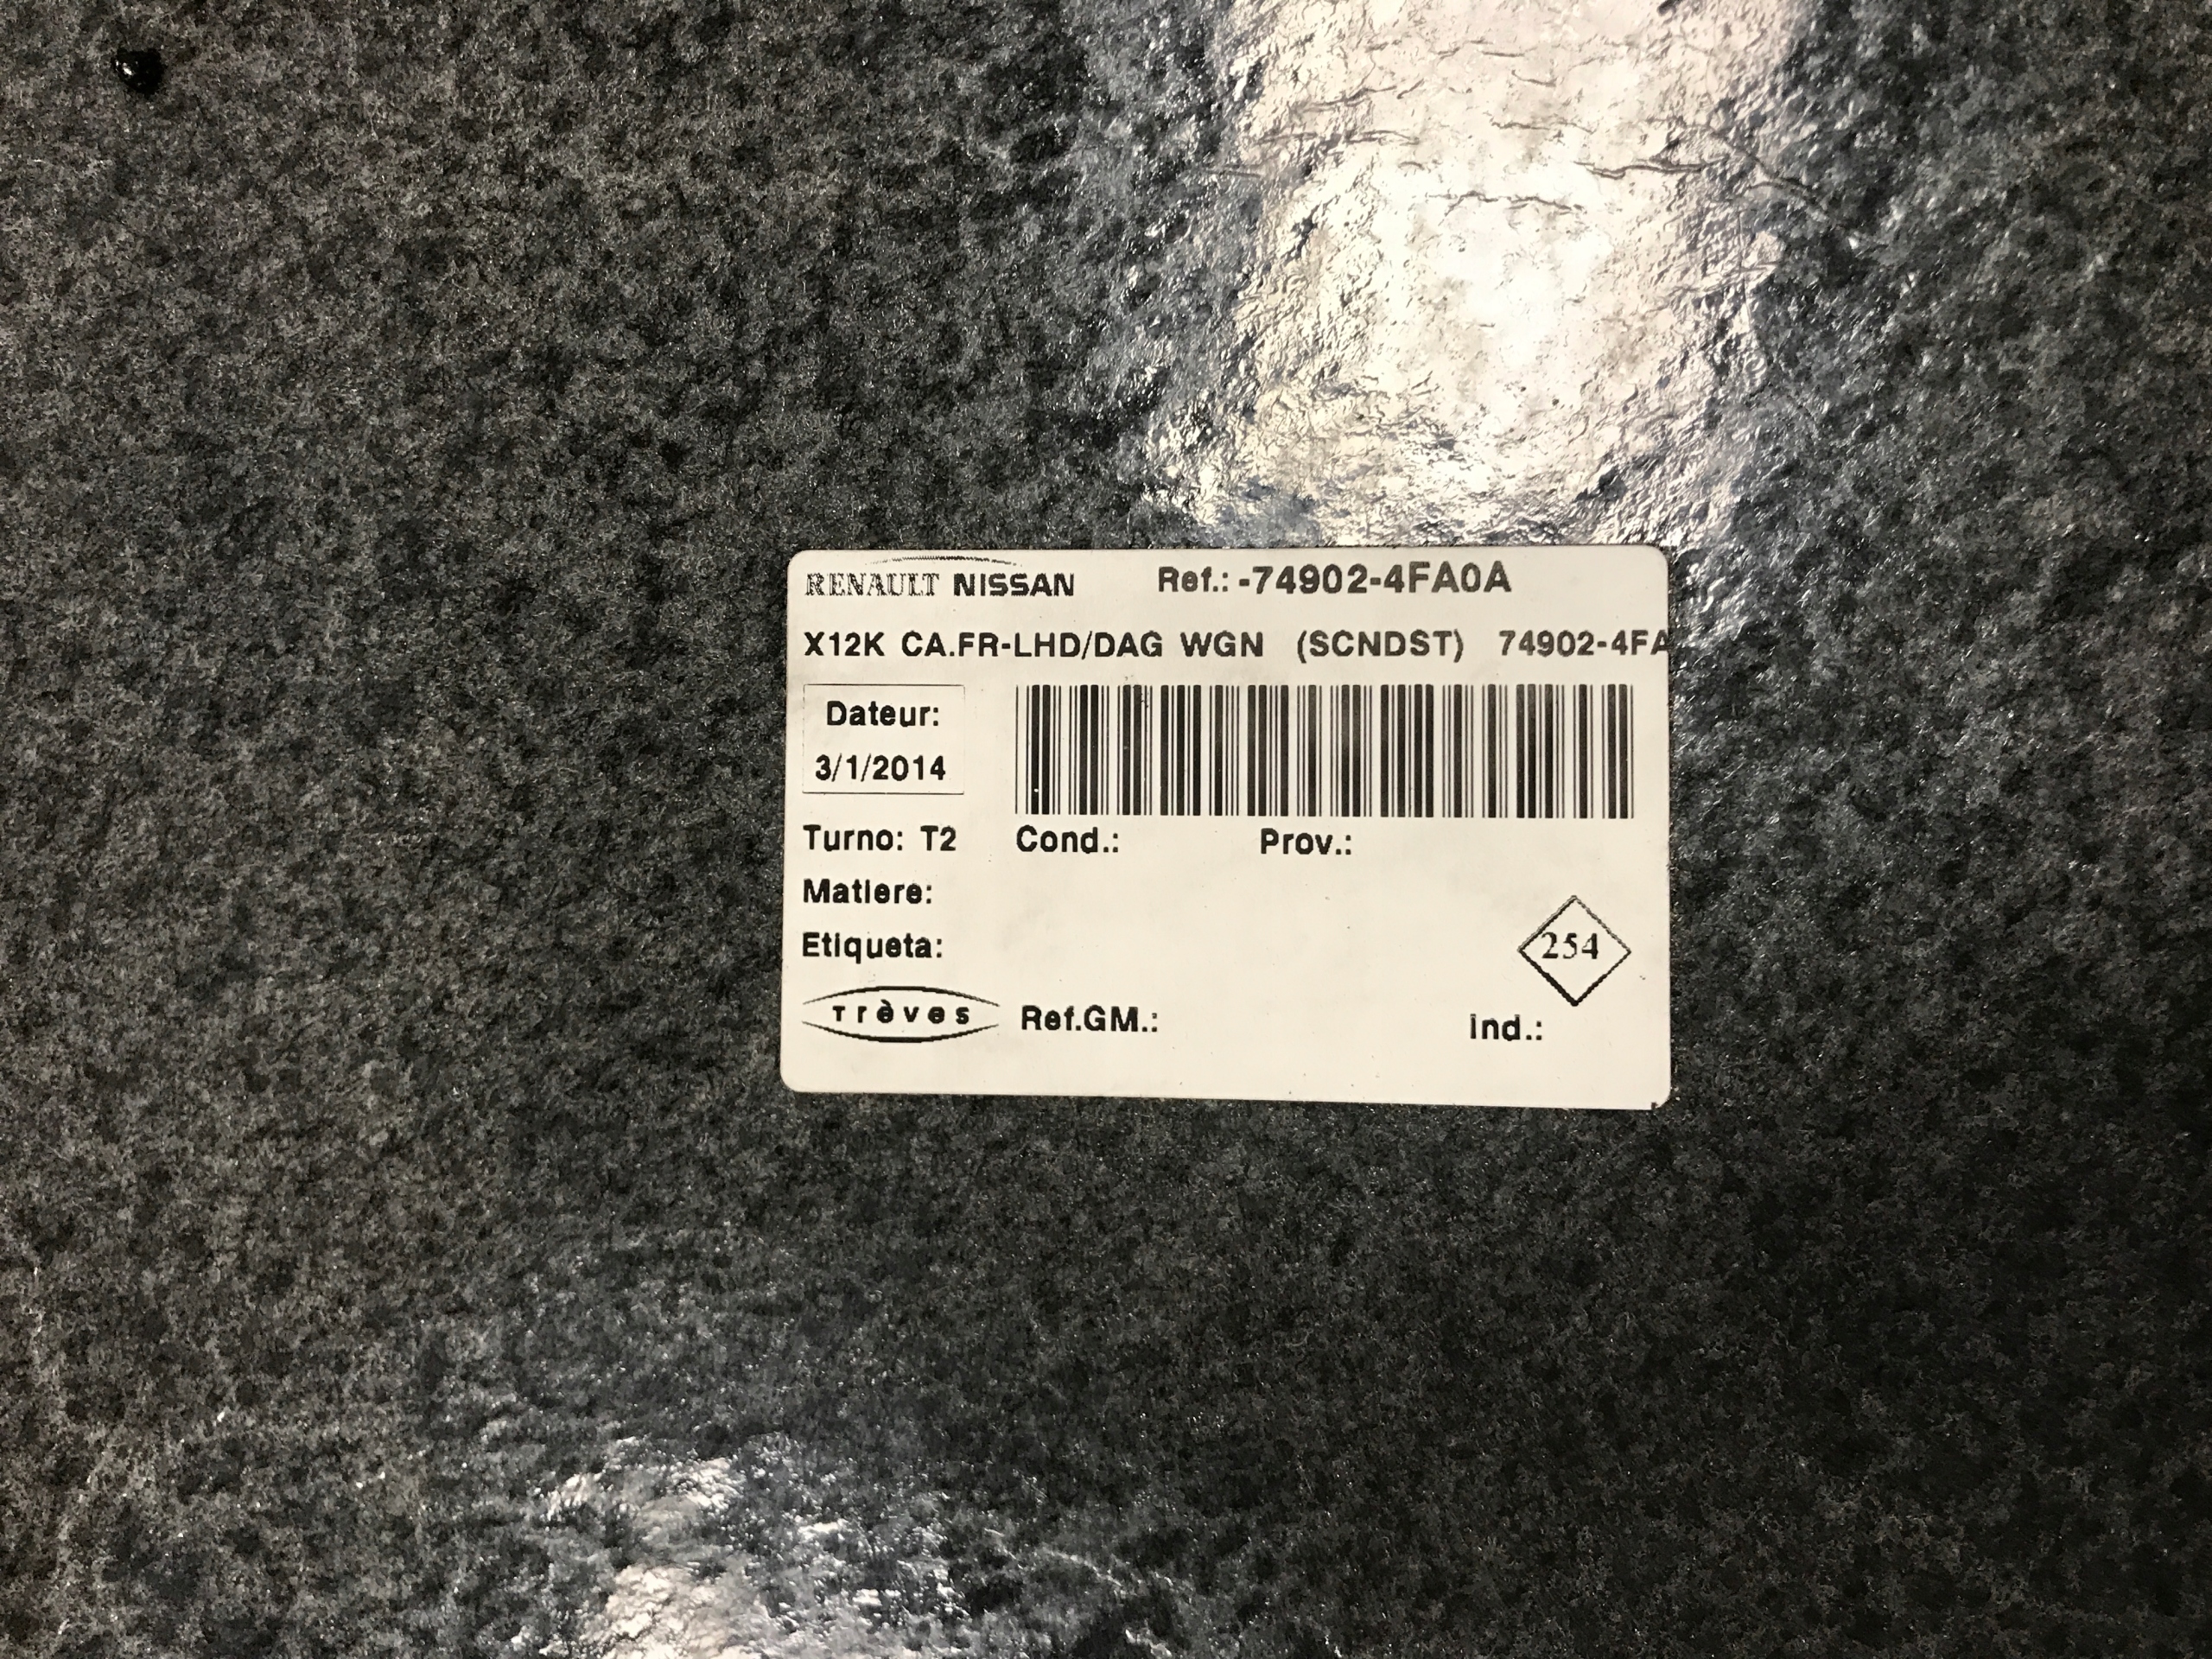 RENAULT NISSAN Ref.: -74902-4FA0A
X12K CA.FR-LHD/DAG WGN (SCNDST) 74902-4FA
Dateur:
3/1/2014
Turno: T2 Cond.: Prov.:
Matiere:
Etiqueta:
254
Trèves Ref.GM.: Ind.: